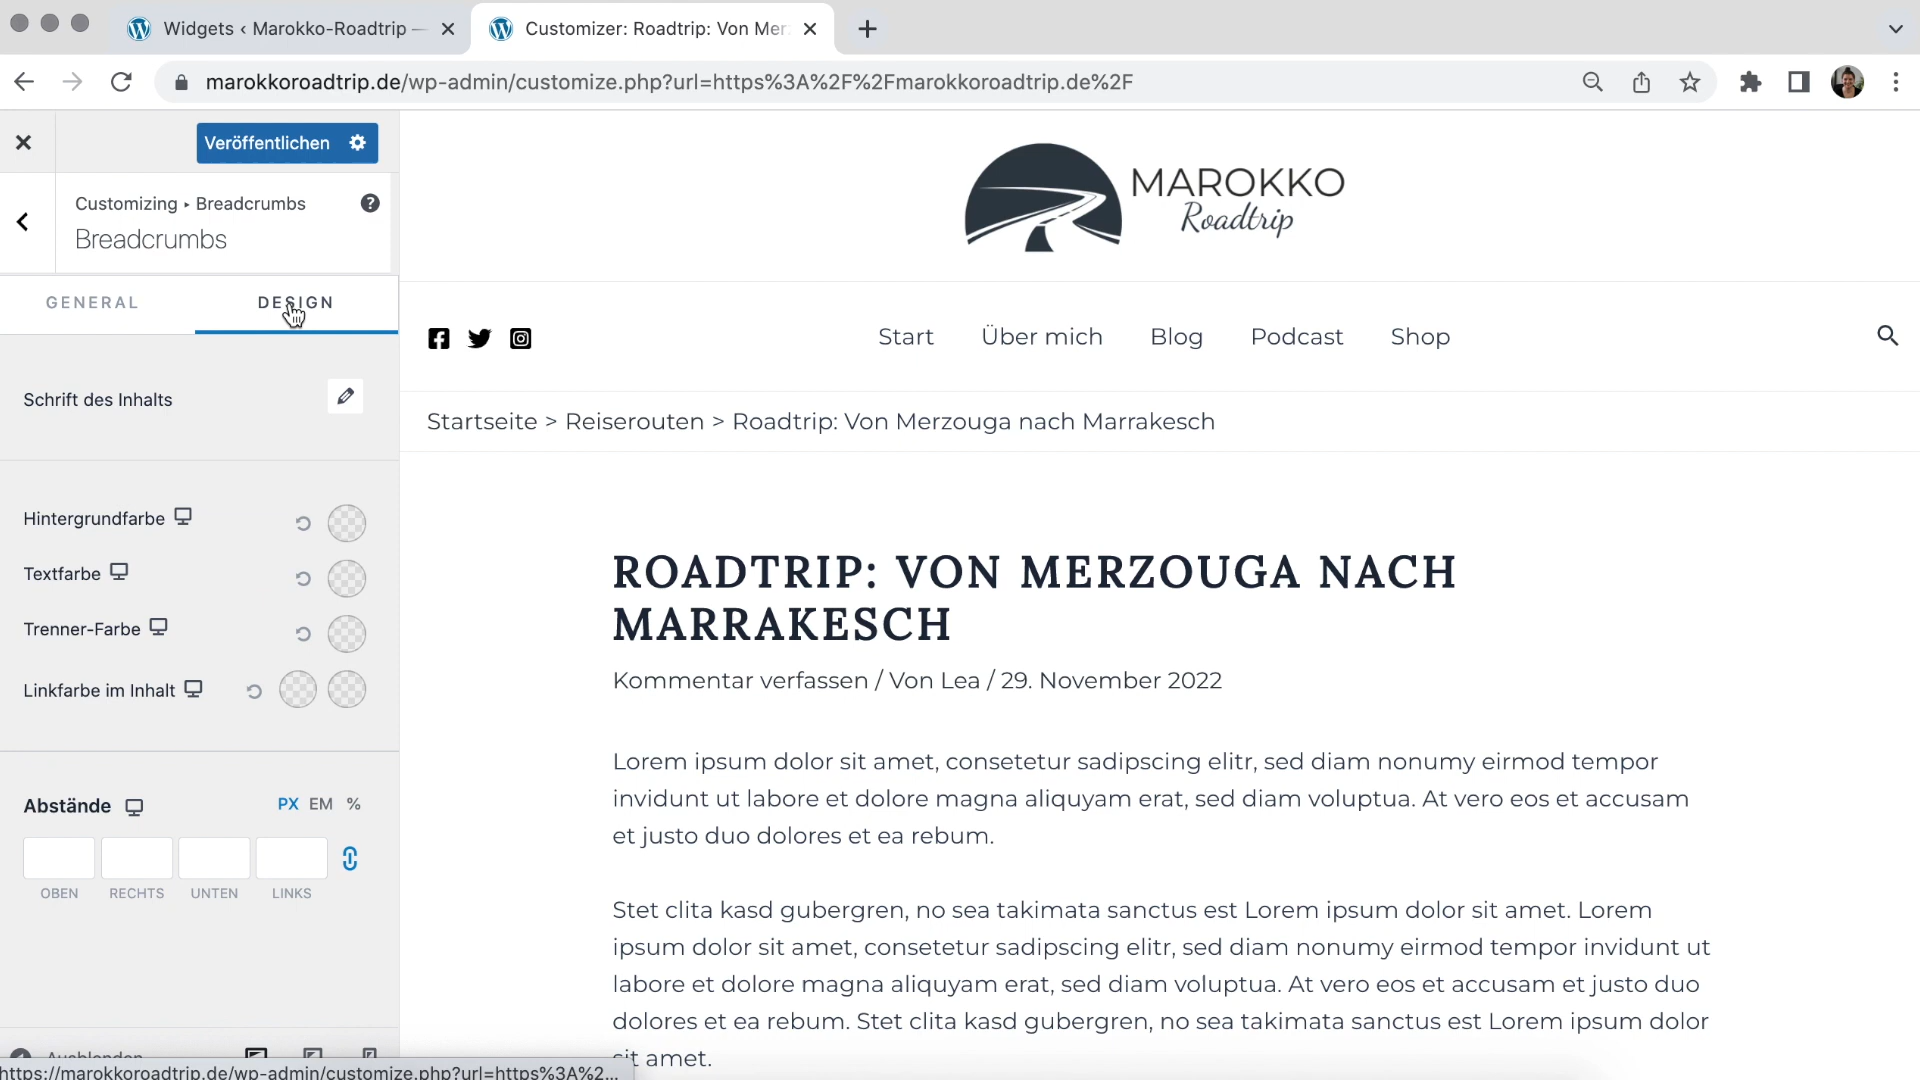 Widgets ‹ Marokko-Roadtrip —
Customizer: Roadtrip: Von Mer
marokkoroadtrip.de/wp-admin/customize.php?url=https%3A%2F%2Fmarokkoroadtrip.de%2F
Veröffentlichen
Customizing ▸ Breadcrumbs
Breadcrumbs
GENERAL
DESIGN
Schrift des Inhalts
Hintergrundfarbe
Textfarbe
Trenner-Farbe
Linkfarbe im Inhalt
Abstände
PX EM %
OBEN RECHTS UNTEN LINKS
Ausblenden
https://marokkoroadtrip.de/wp-admin/customize.php?url=https%3A%2...
MAROKKO
Roadtrip
Start Über mich Blog Podcast Shop
Startseite > Reiserouten > Roadtrip: Von Merzouga nach Marrakesch
ROADTRIP: VON MERZOUGA NACH
MARRAKESCH
Kommentar verfassen / Von Lea / 29. November 2022
Lorem ipsum dolor sit amet, consetetur sadipscing elitr, sed diam nonumy eirmod tempor
invidunt ut labore et dolore magna aliquyam erat, sed diam voluptua. At vero eos et accusam
et justo duo dolores et ea rebum.
Stet clita kasd gubergren, no sea takimata sanctus est Lorem ipsum dolor sit amet. Lorem
ipsum dolor sit amet, consetetur sadipscing elitr, sed diam nonumy eirmod tempor invidunt ut
labore et dolore magna aliquyam erat, sed diam voluptua. At vero eos et accusam et justo duo
dolores et ea rebum. Stet clita kasd gubergren, no sea takimata sanctus est Lorem ipsum dolor
sit amet.